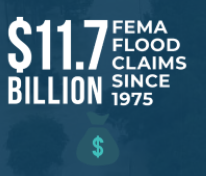 $11.7 FEMA
FLOOD
CLAIMS
BILLION SINCE
1975
$